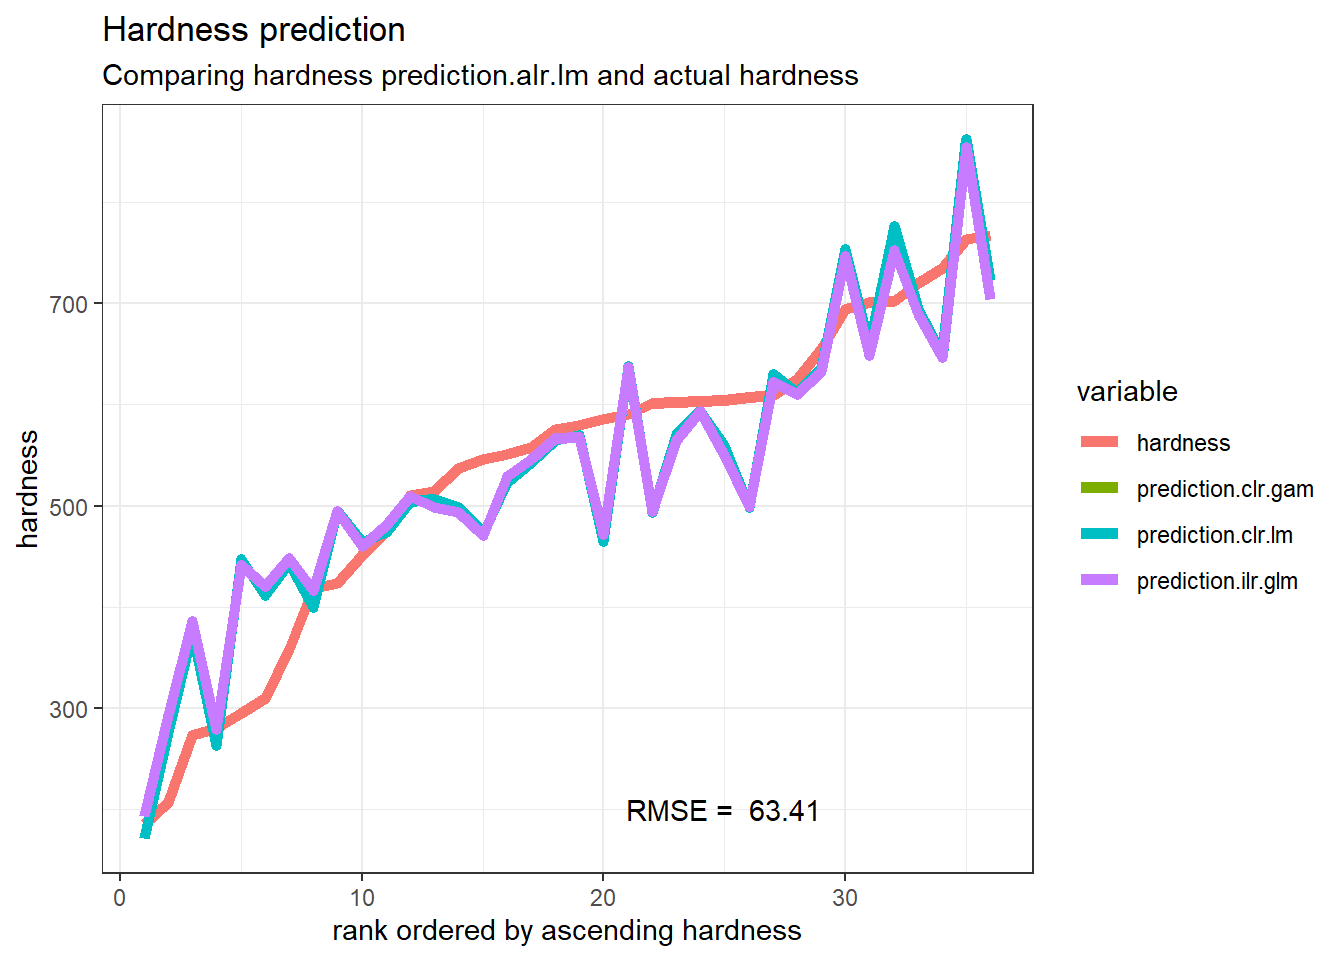 Hardness prediction
Comparing hardness prediction.alr.lm and actual hardness
700
500
300
hardness
RMSE =  63.41
0 10 20 30
rank ordered by ascending hardness
variable
hardness
prediction.clr.gam
prediction.clr.lm
prediction.ilr.glm